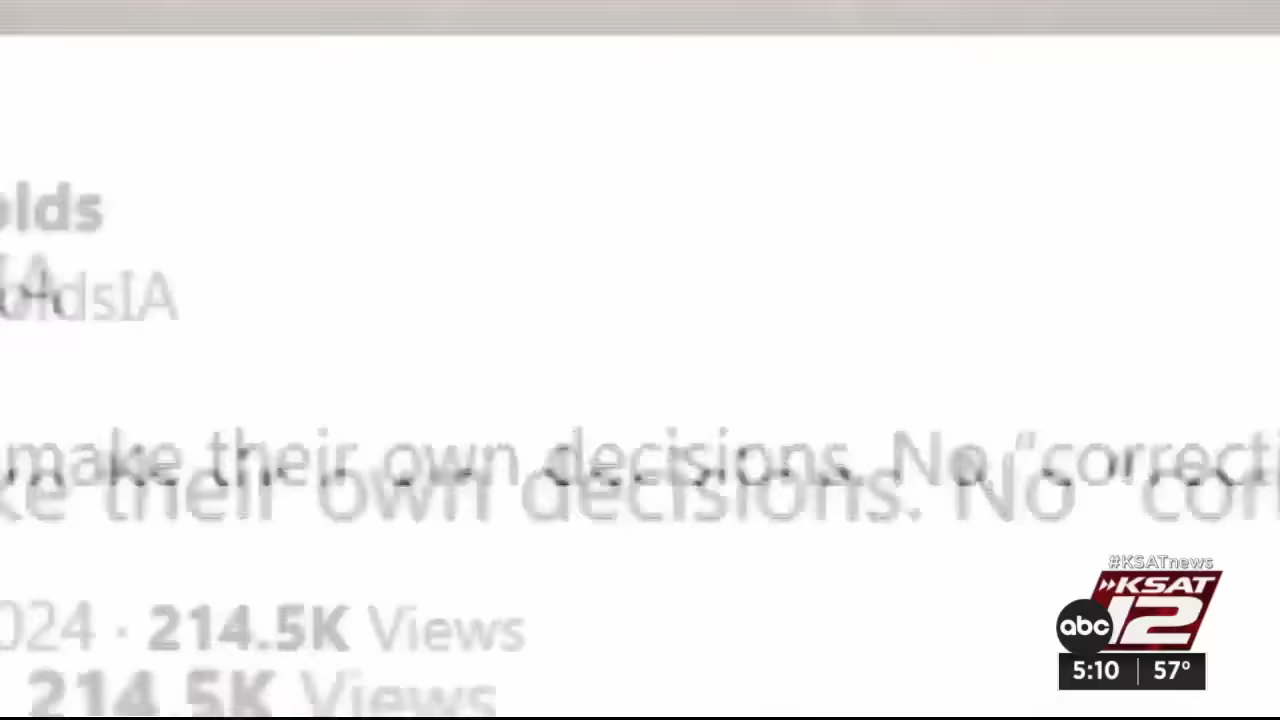 olds
oldsIA
make their own decisions. No "correcti
ke their own decisions. No "corr
024 · 214.5K Views
214.5K Views
#KSATnews
KSAT
abc 12
5:10 57°